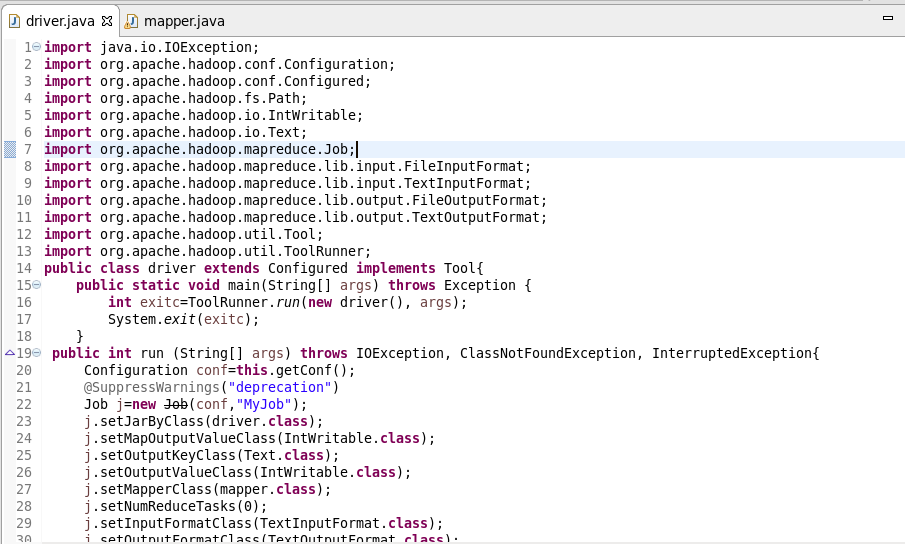 driver.java mapper.java
1 import java.io.IOException;
2 import org.apache.hadoop.conf.Configuration;
3 import org.apache.hadoop.conf.Configured;
4 import org.apache.hadoop.fs.Path;
5 import org.apache.hadoop.io.IntWritable;
6 import org.apache.hadoop.io.Text;
7 import org.apache.hadoop.mapreduce.Job;
8 import org.apache.hadoop.mapreduce.lib.input.FileInputFormat;
9 import org.apache.hadoop.mapreduce.lib.input.TextInputFormat;
10 import org.apache.hadoop.mapreduce.lib.output.FileOutputFormat;
11 import org.apache.hadoop.mapreduce.lib.output.TextOutputFormat;
12 import org.apache.hadoop.util.Tool;
13 import org.apache.hadoop.util.ToolRunner;
14 public class driver extends Configured implements Tool{
15     public static void main(String[] args) throws Exception {
16         int exitc=ToolRunner.run(new driver(), args);
17         System.exit(exitc);
18     }
19  public int run (String[] args) throws IOException, ClassNotFoundException, InterruptedException{
20      Configuration conf=this.getConf();
21      @SuppressWarnings("deprecation")
22      Job j=new Job(conf,"MyJob");
23      j.setJarByClass(driver.class);
24      j.setMapOutputValueClass(IntWritable.class);
25      j.setOutputKeyClass(Text.class);
26      j.setOutputValueClass(IntWritable.class);
27      j.setMapperClass(mapper.class);
28      j.setNumReduceTasks(0);
29      j.setInputFormatClass(TextInputFormat.class);
30      j.setOutputFormatClass(TextOutputFormat.class);